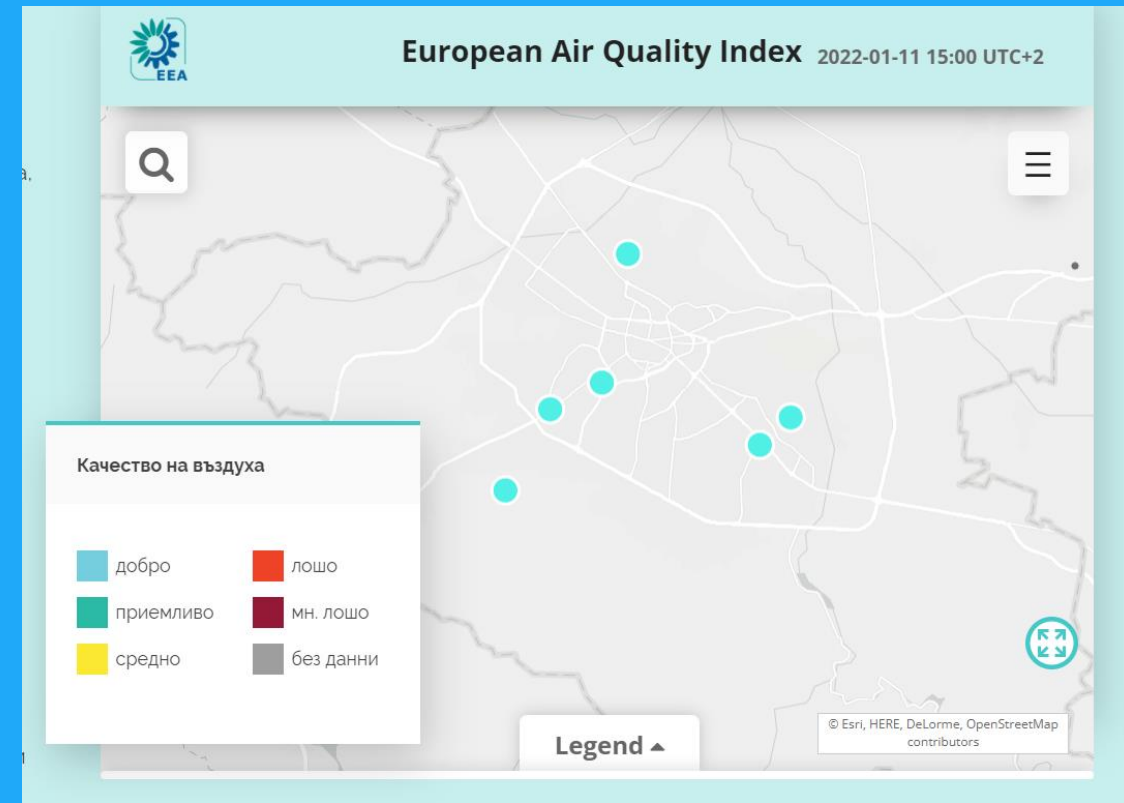 EEA
European Air Quality Index 2022-01-11 15:00 UTC+2
а,
Качество на въздуха
добро
лошо
приемливо
мн. лошо
средно
без данни
Legend
© Esri, HERE, DeLorme, OpenStreetMap
contributors